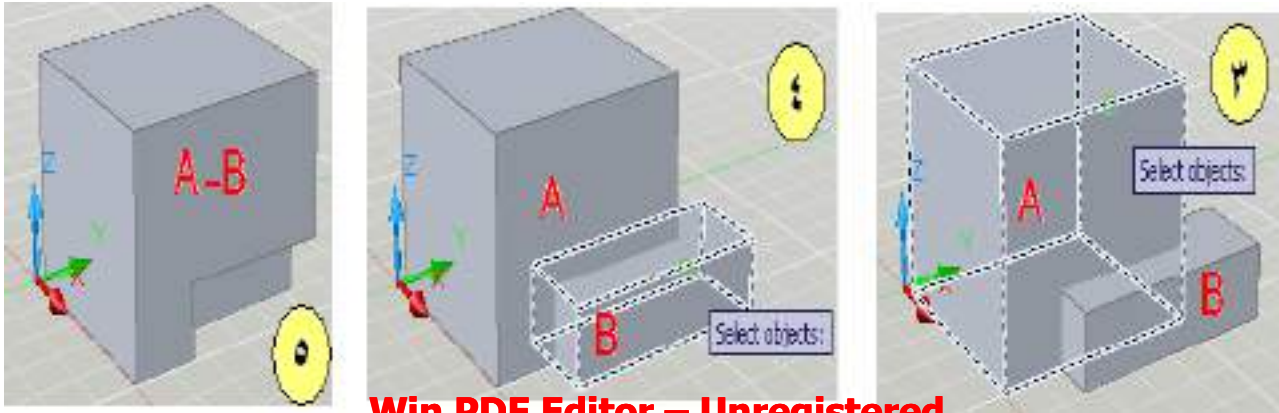 ٣
Select objects:
A
B
Z
Y
٤
A
B
Select objects:
Z
Y
٥
A-B
Z
Y
X
Win PDF Editor – Unregistered